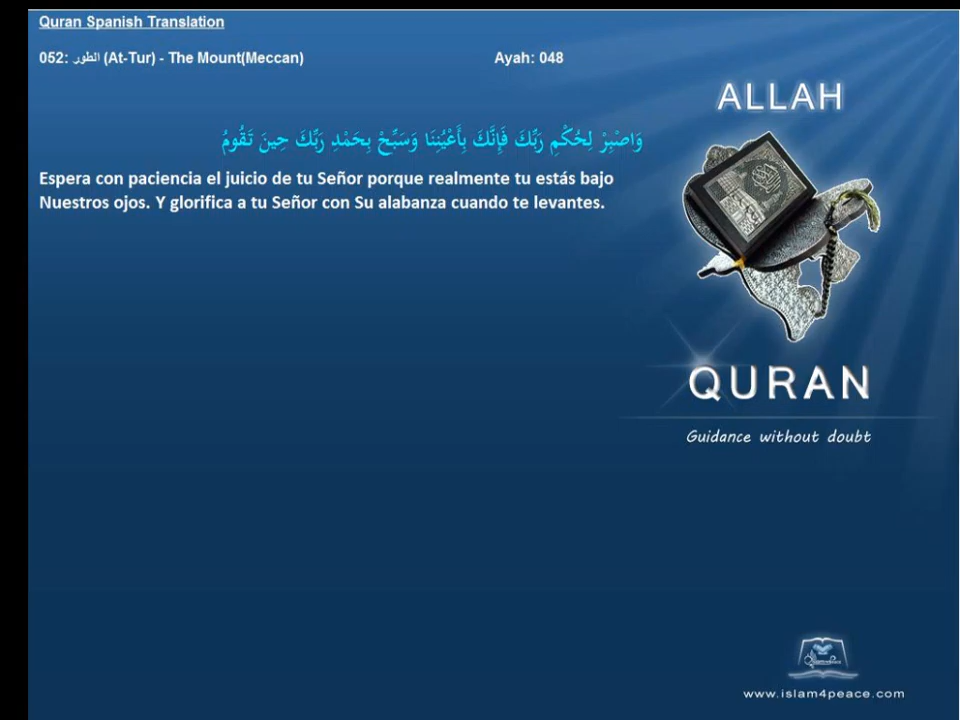 Quran Spanish Translation
052: الطور (At-Tur) - The Mount(Meccan) Ayah: 048
وَاصْبِرْ لِحُكْمِ رَبِّكَ فَإِنَّكَ بِأَعْيُنِنَا وَسَبِّحْ بِحَمْدِ رَبِّكَ حِينَ تَقُومُ
Espera con paciencia el juicio de tu Señor porque realmente tu estás bajo
Nuestros ojos. Y glorifica a tu Señor con Su alabanza cuando te levantes.
ALLAH
QURAN
Guidance without doubt
www.islam4peace.com